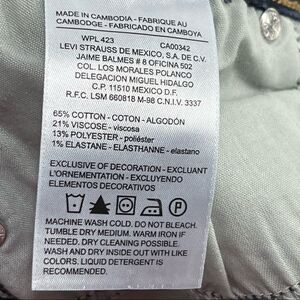 MADE IN CAMBODIA - FABRIQUE AU
CAMBODGE - FABRICADO EN CAMBOYA
WPL 423 CA00342
LEVI STRAUSS DE MEXICO, S.A. DE C.V.
JAIME BALMES # 8 OFICINA 502
COL. LOS MORALES POLANCO
DELEGACION MIGUEL HIDALGO
C.P. 11510 MEXICO D.F.
R.F.C. LSM 660818 M-98 C.N.I.V. 3337
65% COTTON - COTON - ALGODÓN
21% VISCOSE - viscosa
13% POLYESTER - poliéster
1% ELASTANE - ELASTHANNE - elastano
EXCLUSIVE OF DECORATION - EXCLUANT
L'ORNEMENTATION - EXCLUYENDO
ELEMENTOS DECORATIVOS
P
MACHINE WASH COLD. DO NOT BLEACH.
TUMBLE DRY MEDIUM. WARM IRON IF
NEEDED. DRY CLEANING POSSIBLE.
WASH AND DRY INSIDE OUT WITH LIKE
COLORS. LIQUID DETERGENT IS
RECOMMENDED.